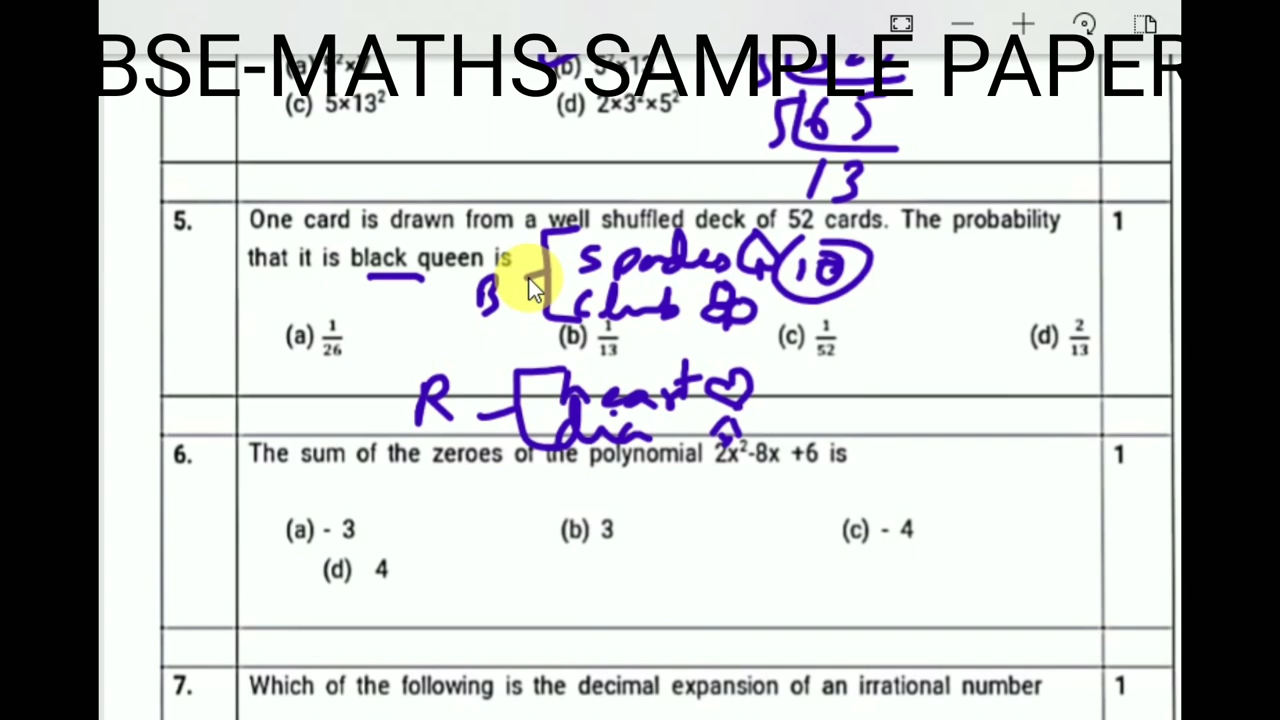 BSE-MATHS SAMPLE PAPER
(c) 5×13² (d) 2×3²×5²
5 65
13
5. One card is drawn from a well shuffled deck of 52 cards. The probability 1
that it is black queen is
B Spades
Club
(a) 1/26 (b) 1/13 (c) 1/52 (d) 2/13
R heart
dia
6. The sum of the zeroes of the polynomial 2x²-8x +6 is 1
(a) - 3 (b) 3 (c) - 4
(d) 4
7. Which of the following is the decimal expansion of an irrational number 1